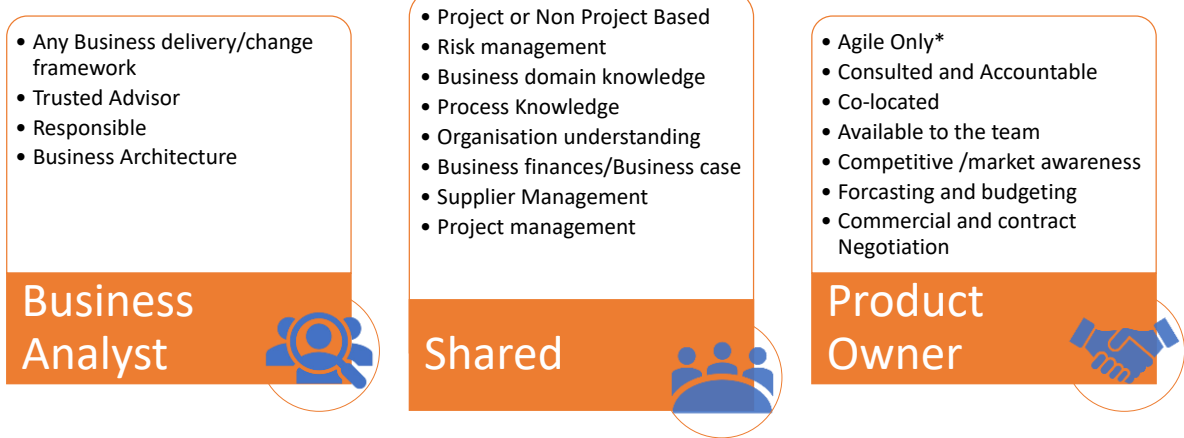 • Any Business delivery/change
framework
• Trusted Advisor
• Responsible
• Business Architecture
Business
Analyst
• Project or Non Project Based
• Risk management
• Business domain knowledge
• Process Knowledge
• Organisation understanding
• Business finances/Business case
• Supplier Management
• Project management
Shared
• Agile Only*
• Consulted and Accountable
• Co-located
• Available to the team
• Competitive /market awareness
• Forcasting and budgeting
• Commercial and contract
Negotiation
Product
Owner